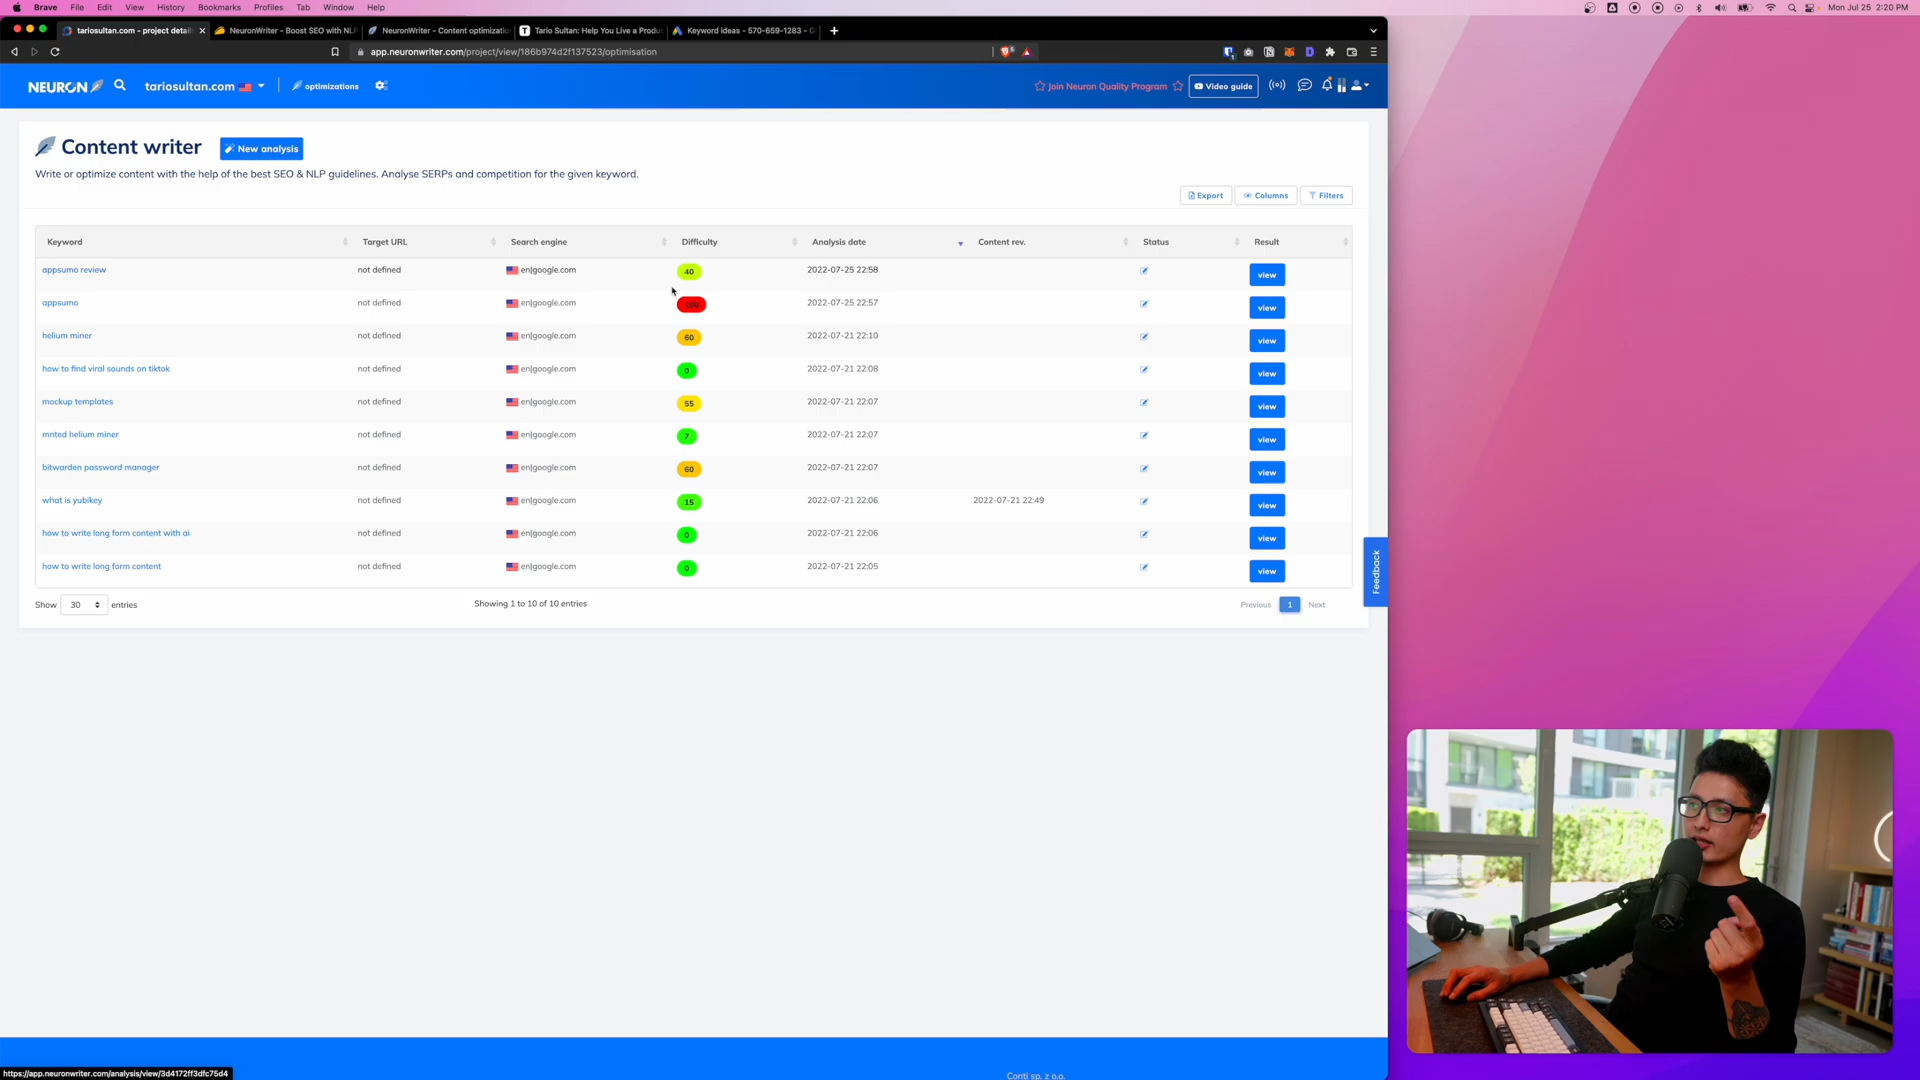 Brave File Edit View History Bookmarks Profiles Tab Window Help
Mon Jul 25 2:20 PM
tariosultan.com - project detail
NeuronWriter - Boost SEO with NLP
NeuronWriter - Content optimizatio
T Tario Sultan: Help You Live a Produ
Keyword ideas - 570-659-1283 - G
app.neuronwriter.com/project/view/186b974d2f137523/optimisation
NEURON
tariosultan.com
optimizations
Join Neuron Quality Program
Video guide
Content writer
New analysis
Write or optimize content with the help of the best SEO & NLP guidelines. Analyse SERPs and competition for the given keyword.
Export Columns Filters
Keyword Target URL Search engine Difficulty Analysis date Content rev. Status Result
appsumo review not defined en|google.com 40 2022-07-25 22:58 view
appsumo not defined en|google.com 2022-07-25 22:57 view
helium miner not defined en|google.com 60 2022-07-21 22:10 view
how to find viral sounds on tiktok not defined en|google.com 0 2022-07-21 22:08 view
mockup templates not defined en|google.com 55 2022-07-21 22:07 view
mnted helium miner not defined en|google.com 7 2022-07-21 22:07 view
bitwarden password manager not defined en|google.com 60 2022-07-21 22:07 view
what is yubikey not defined en|google.com 15 2022-07-21 22:06 2022-07-21 22:49 view
how to write long form content with ai not defined en|google.com 0 2022-07-21 22:06 view
how to write long form content not defined en|google.com 0 2022-07-21 22:05 view
Show 30 entries
Showing 1 to 10 of 10 entries
Previous 1 Next
Feedback
Conti sp. z o.o.
https://app.neuronwriter.com/analysis/view/3d4172ff3dfc75d4